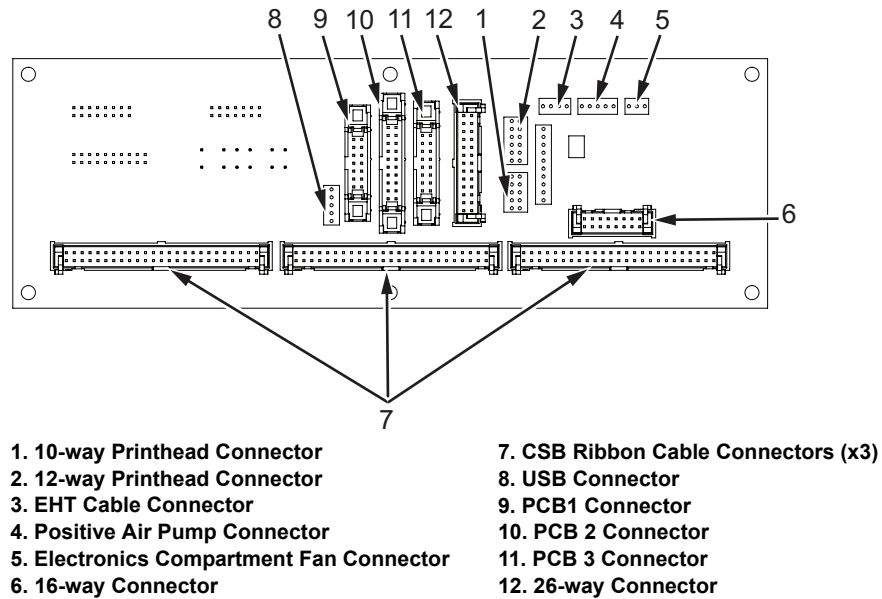 8 9 10 11 12 1 2 3 4 5
6
7
1. 10-way Printhead Connector
2. 12-way Printhead Connector
3. EHT Cable Connector
4. Positive Air Pump Connector
5. Electronics Compartment Fan Connector
6. 16-way Connector
7. CSB Ribbon Cable Connectors (x3)
8. USB Connector
9. PCB1 Connector
10. PCB 2 Connector
11. PCB 3 Connector
12. 26-way Connector